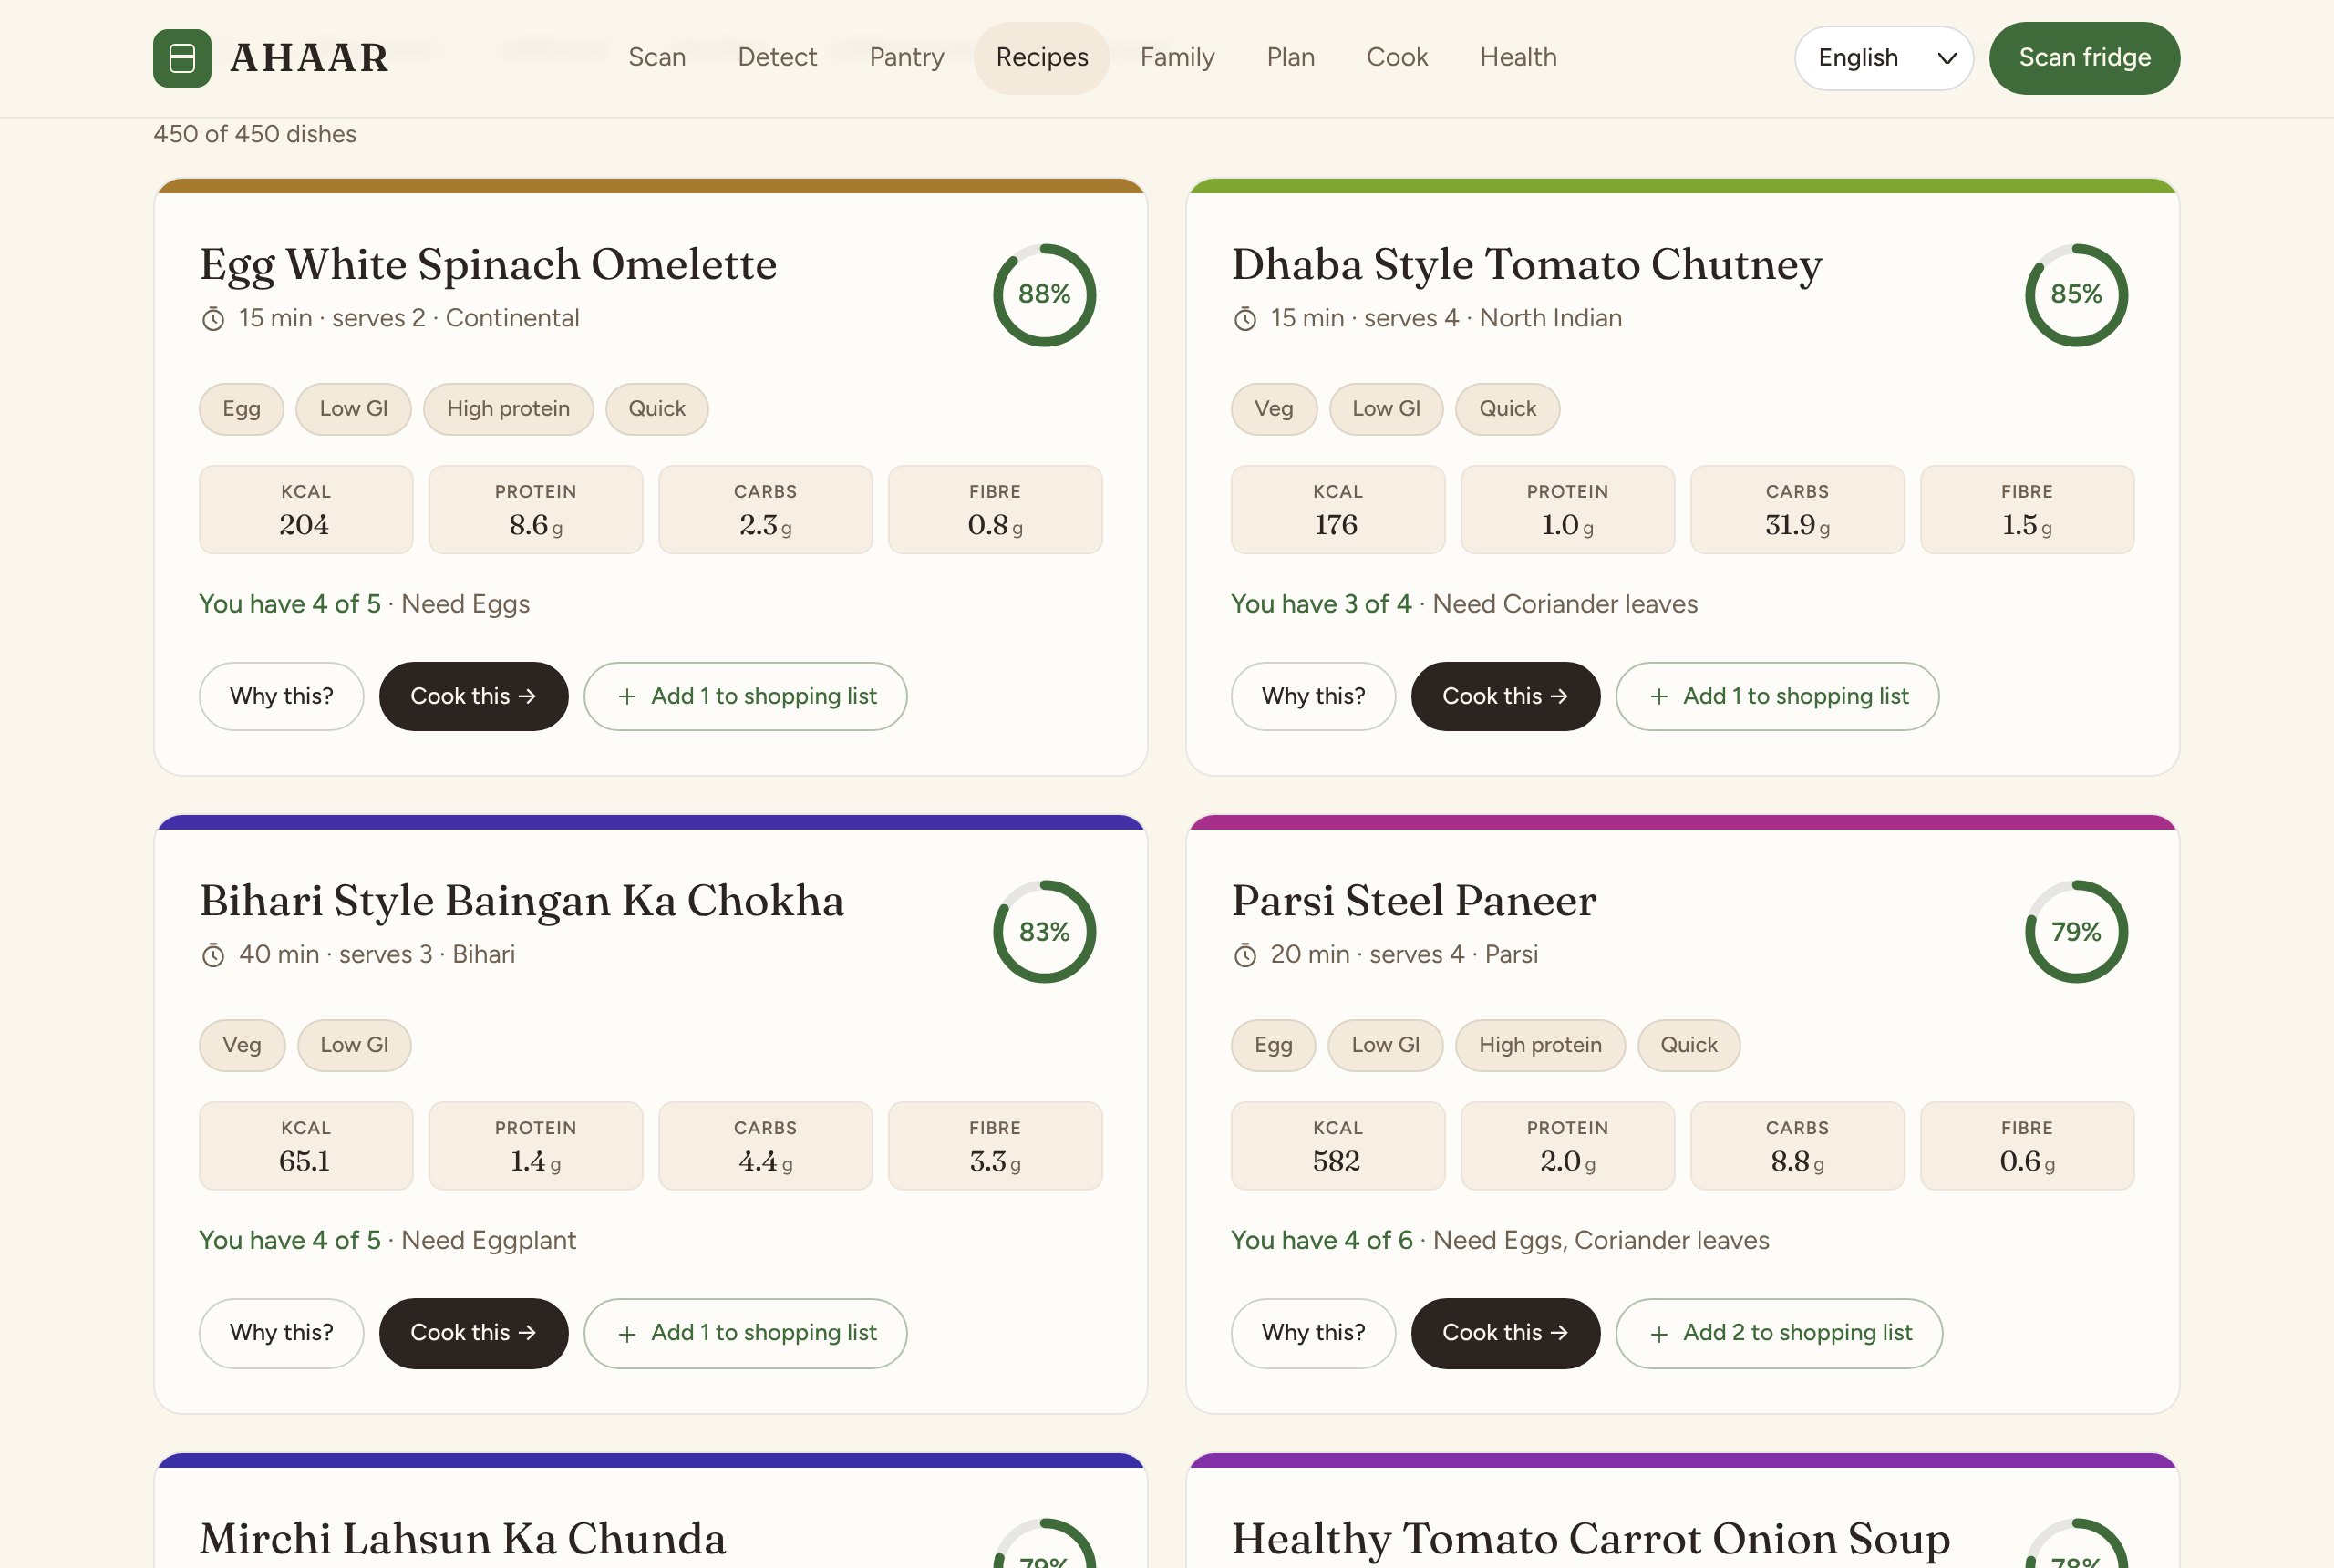 AHAAR
Scan Detect Pantry Recipes Family Plan Cook Health
English
Scan fridge
450 of 450 dishes
Egg White Spinach Omelette
15 min · serves 2 · Continental
88%
Egg Low GI High protein Quick
KCAL PROTEIN CARBS FIBRE
204 8.6 g 2.3 g 0.8 g
You have 4 of 5 · Need Eggs
Why this? Cook this → + Add 1 to shopping list
Dhaba Style Tomato Chutney
15 min · serves 4 · North Indian
85%
Veg Low GI Quick
KCAL PROTEIN CARBS FIBRE
176 1.0 g 31.9 g 1.5 g
You have 3 of 4 · Need Coriander leaves
Why this? Cook this → + Add 1 to shopping list
Bihari Style Baingan Ka Chokha
40 min · serves 3 · Bihari
83%
Veg Low GI
KCAL PROTEIN CARBS FIBRE
65.1 1.4 g 4.4 g 3.3 g
You have 4 of 5 · Need Eggplant
Why this? Cook this → + Add 1 to shopping list
Parsi Steel Paneer
20 min · serves 4 · Parsi
79%
Egg Low GI High protein Quick
KCAL PROTEIN CARBS FIBRE
582 2.0 g 8.8 g 0.6 g
You have 4 of 6 · Need Eggs, Coriander leaves
Why this? Cook this → + Add 2 to shopping list
Mirchi Lahsun Ka Chunda
79%
Healthy Tomato Carrot Onion Soup
78%